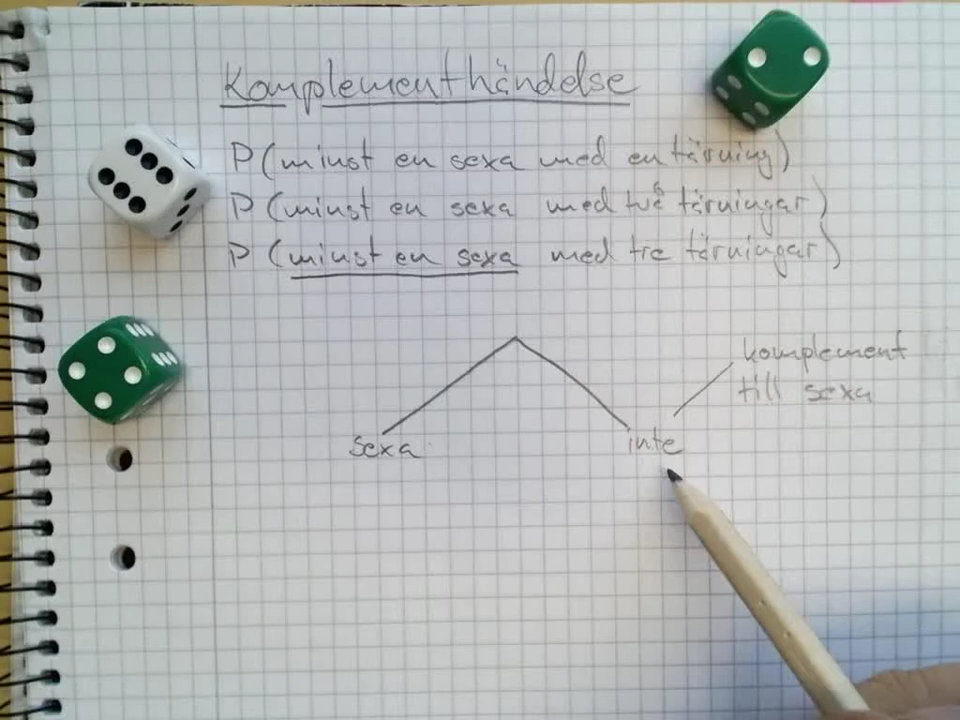 Komplementhändelse
P(minst en sexa med en tärning)
P(minst en sexa med två tärningar)
P(minst en sexa med tre tärningar)
komplement
till sexa
sexa
inte